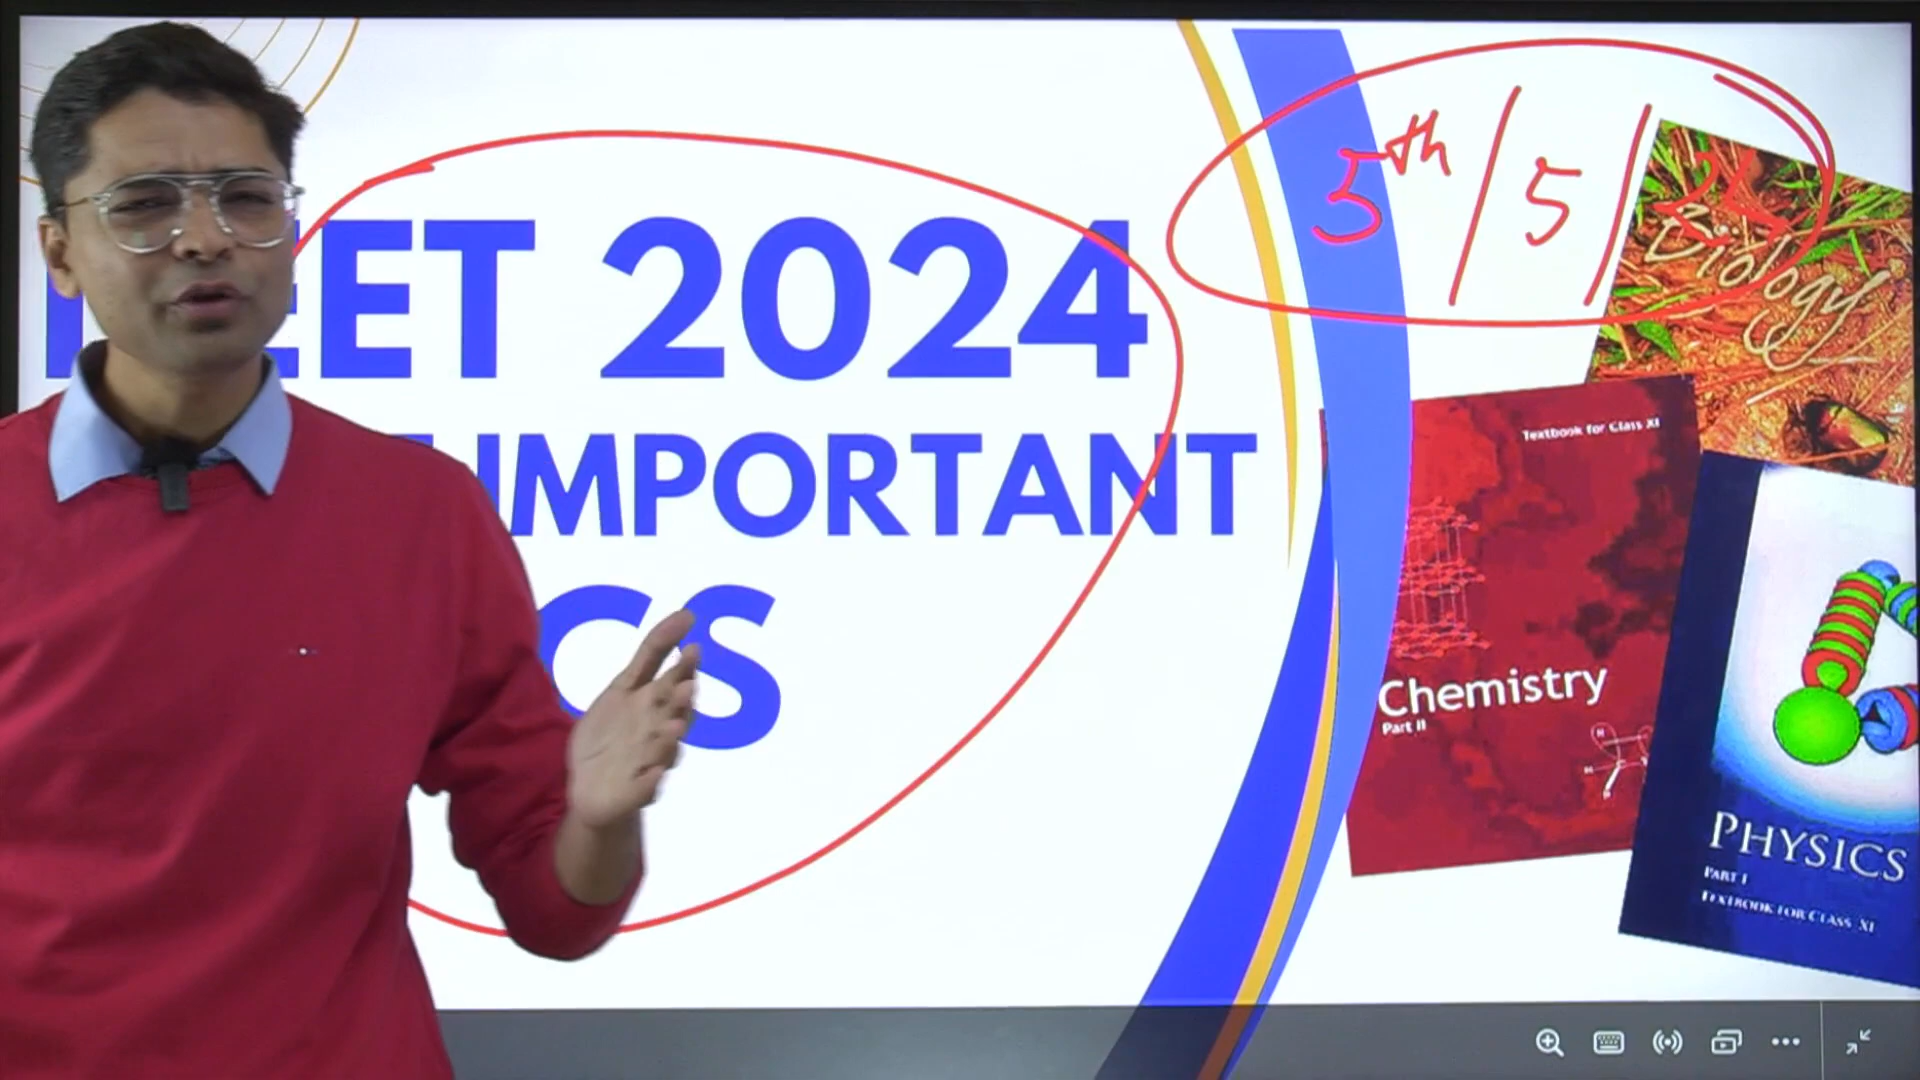 EET 2024
IMPORTANT
CS
5th / 5 / 24
Biology
Textbook for Class XI
Chemistry
Part II
PHYSICS
PART I
TEXTBOOK FOR CLASS XI